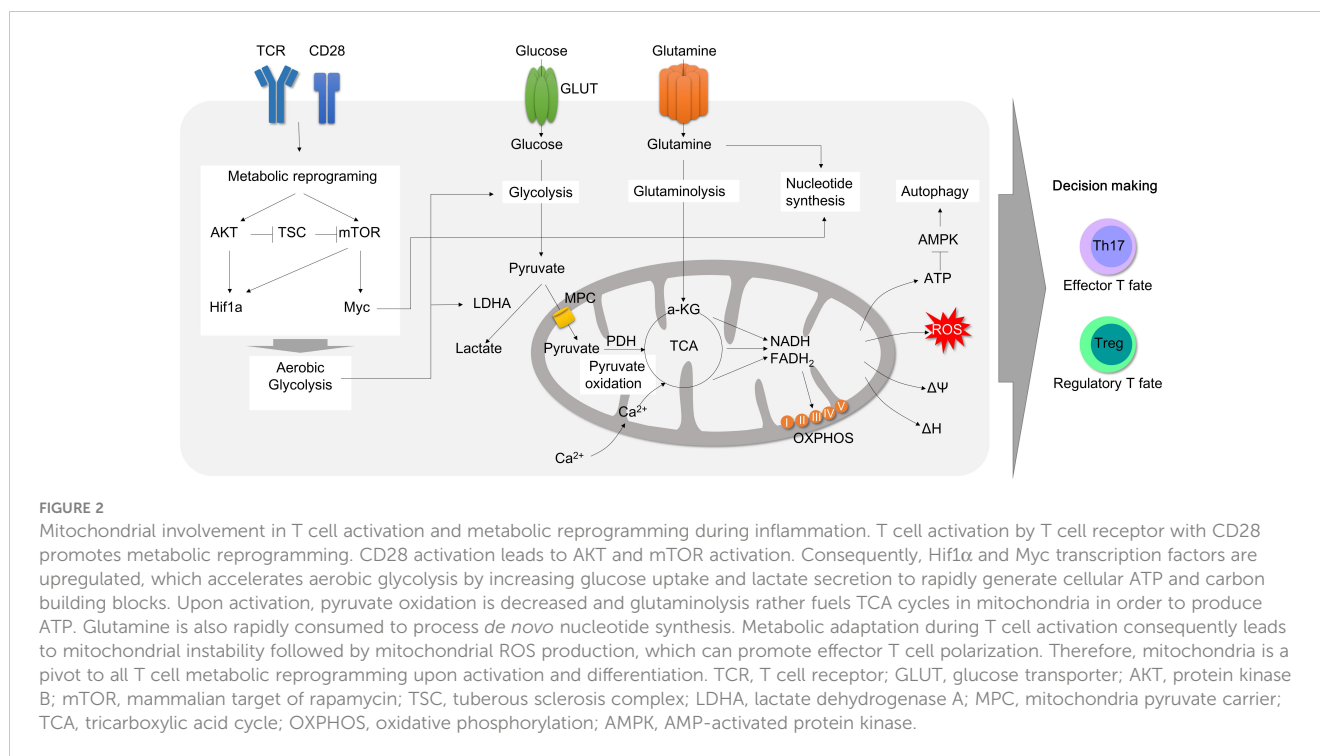 TCR
CD28
Glucose
GLUT
Glutamine
Glucose
Glutamine
Metabolic reprograming
AKT
TSC
mTOR
Hif1a
Myc
Aerobic
Glycolysis
Glycolysis
Glutaminolysis
Nucleotide
synthesis
Autophagy
AMPK
ATP
ROS
ΔΨ
ΔH
Pyruvate
LDHA
MPC
Lactate
Pyruvate
PDH
Pyruvate
oxidation
a-KG
TCA
NADH
FADH₂
Ca²⁺
Ca²⁺
I II III IV V
OXPHOS
Decision making
Th17
Effector T fate
Treg
Regulatory T fate
FIGURE 2
Mitochondrial involvement in T cell activation and metabolic reprogramming during inflammation. T cell activation by T cell receptor with CD28
promotes metabolic reprogramming. CD28 activation leads to AKT and mTOR activation. Consequently, Hif1α and Myc transcription factors are
upregulated, which accelerates aerobic glycolysis by increasing glucose uptake and lactate secretion to rapidly generate cellular ATP and carbon
building blocks. Upon activation, pyruvate oxidation is decreased and glutaminolysis rather fuels TCA cycles in mitochondria in order to produce
ATP. Glutamine is also rapidly consumed to process de novo nucleotide synthesis. Metabolic adaptation during T cell activation consequently leads
to mitochondrial instability followed by mitochondrial ROS production, which can promote effector T cell polarization. Therefore, mitochondria is a
pivot to all T cell metabolic reprogramming upon activation and differentiation. TCR, T cell receptor; GLUT, glucose transporter; AKT, protein kinase
B; mTOR, mammalian target of rapamycin; TSC, tuberous sclerosis complex; LDHA, lactate dehydrogenase A; MPC, mitochondria pyruvate carrier;
TCA, tricarboxylic acid cycle; OXPHOS, oxidative phosphorylation; AMPK, AMP-activated protein kinase.